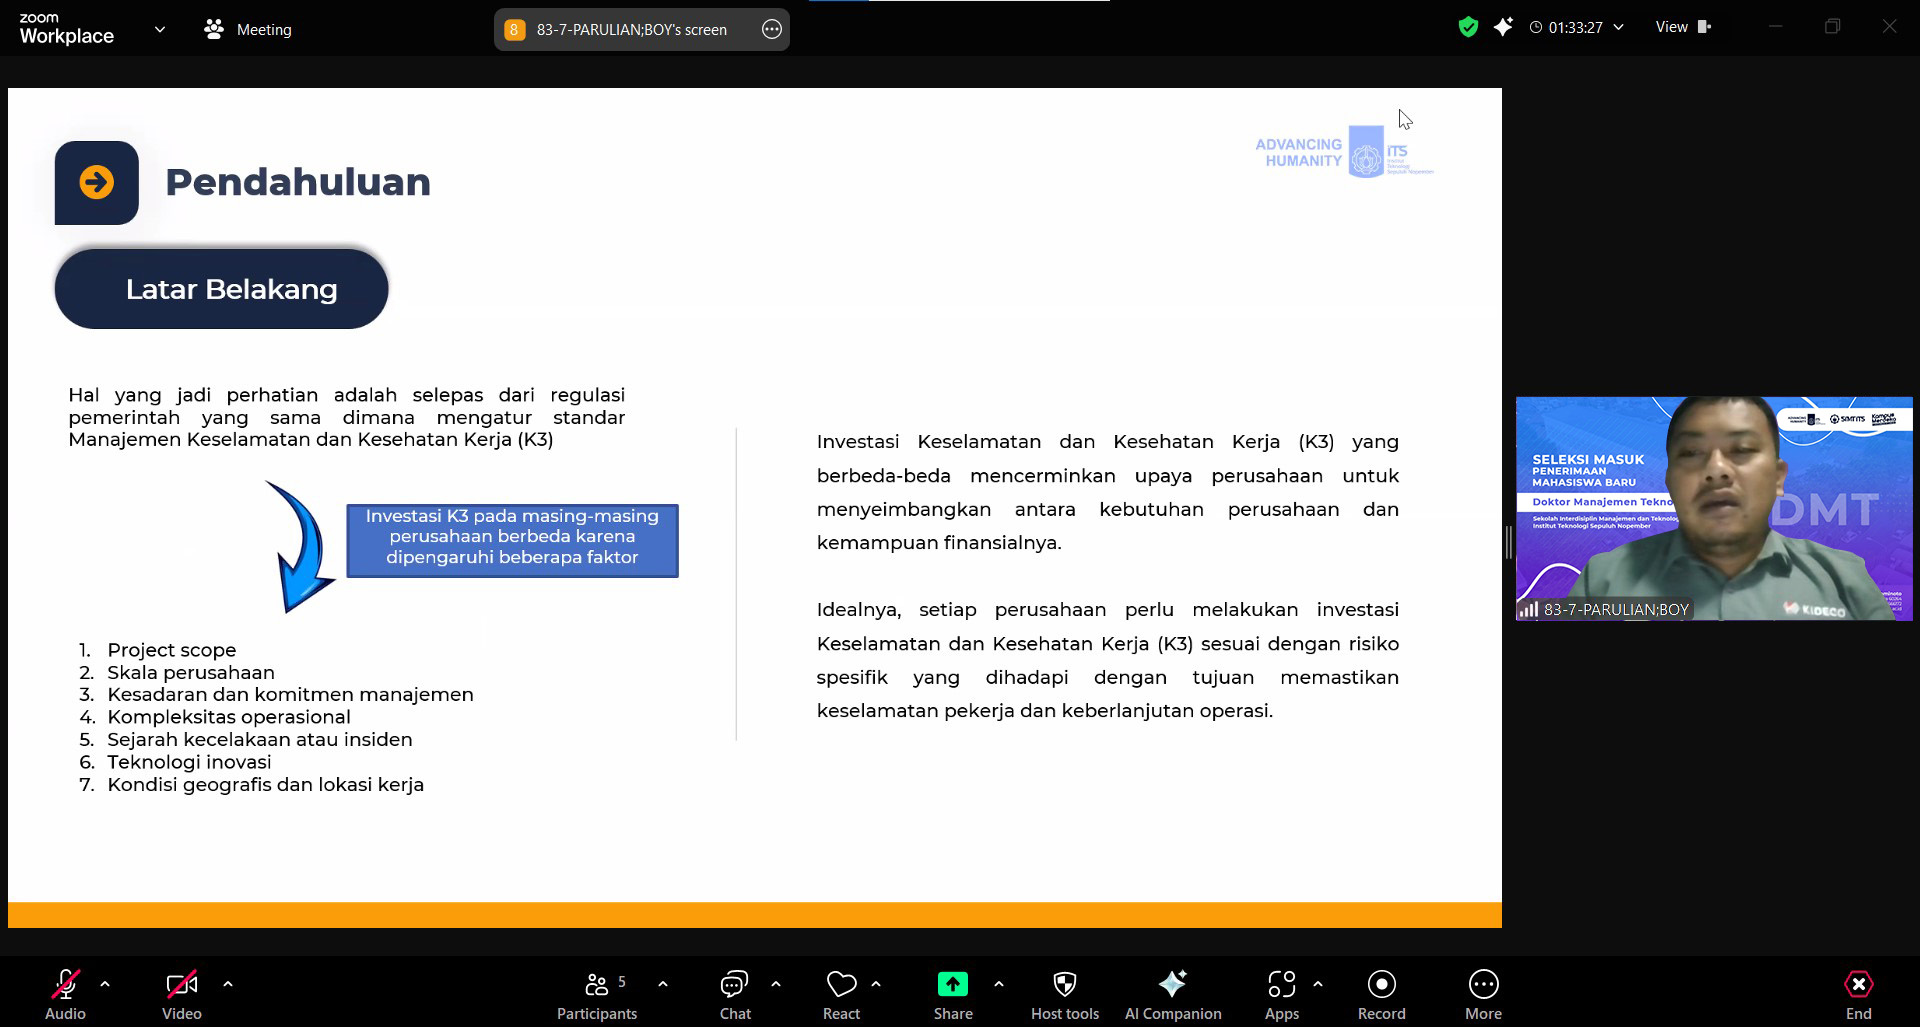 zoom
Workplace
Meeting
8 83-7-PARULIAN;BOY's screen
01:33:27
View
Pendahuluan
ADVANCING
HUMANITY
iTS
Institut
Teknologi
Sepuluh Nopember
Latar Belakang
Hal yang jadi perhatian adalah selepas dari regulasi
pemerintah yang sama dimana mengatur standar
Manajemen Keselamatan dan Kesehatan Kerja (K3)
Investasi K3 pada masing-masing
perusahaan berbeda karena
dipengaruhi beberapa faktor
1. Project scope
2. Skala perusahaan
3. Kesadaran dan komitmen manajemen
4. Kompleksitas operasional
5. Sejarah kecelakaan atau insiden
6. Teknologi inovasi
7. Kondisi geografis dan lokasi kerja
Investasi Keselamatan dan Kesehatan Kerja (K3) yang
berbeda-beda mencerminkan upaya perusahaan untuk
menyeimbangkan antara kebutuhan perusahaan dan
kemampuan finansialnya.
Idealnya, setiap perusahaan perlu melakukan investasi
Keselamatan dan Kesehatan Kerja (K3) sesuai dengan risiko
spesifik yang dihadapi dengan tujuan memastikan
keselamatan pekerja dan keberlanjutan operasi.
SELEKSI MASUK
PENERIMAAN
MAHASISWA BARU
Doktor Manajemen Tekno
Sekolah Interdisiplin Manajemen dan Teknolog
Institut Teknologi Sepuluh Nopember
DMT
KIDECO
83-7-PARULIAN;BOY
Audio
Video
Participants
5
Chat
React
Share
Host tools
AI Companion
Apps
Record
More
End